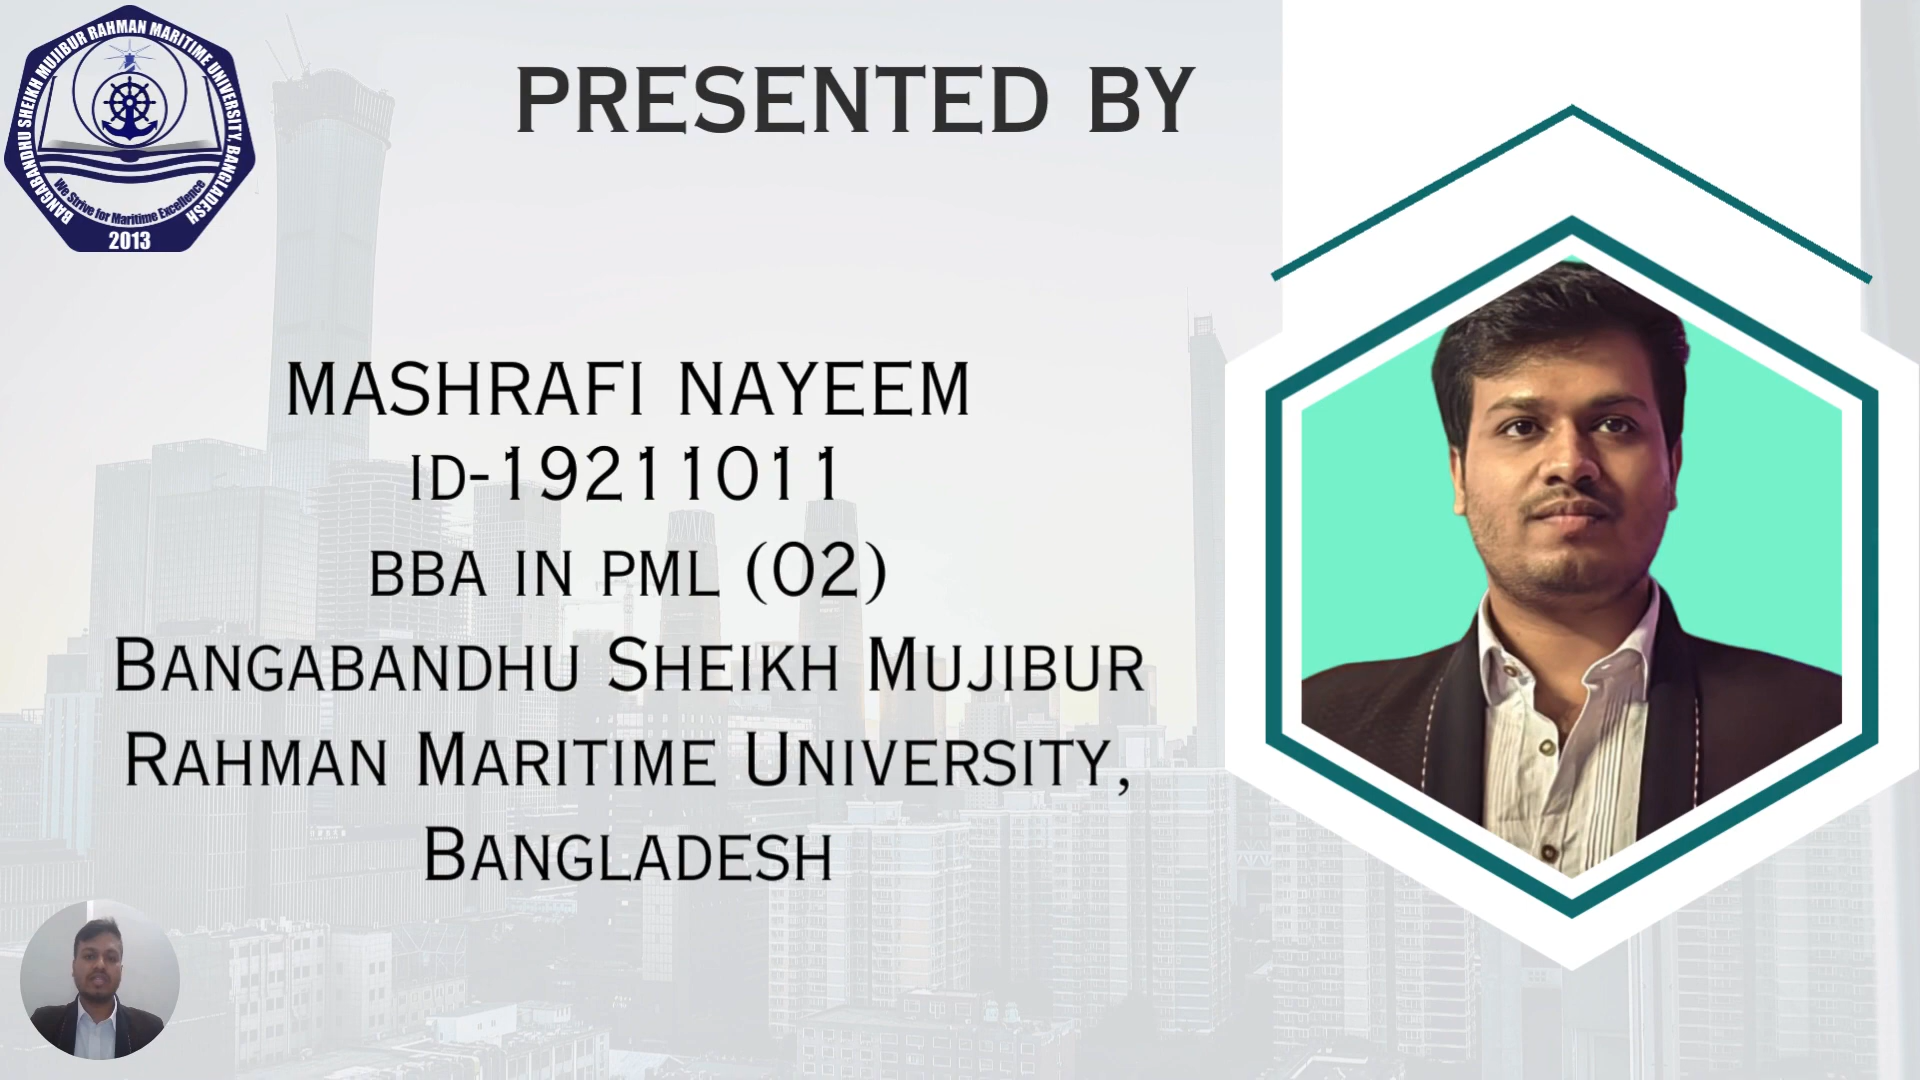 BANGABANDHU SHEIKH MUJIBUR RAHMAN MARITIME UNIVERSITY, BANGLADESH
We Strive for Maritime Excellence
2013
PRESENTED BY
MASHRAFI NAYEEM
ID-19211011
BBA IN PML (02)
BANGABANDHU SHEIKH MUJIBUR
RAHMAN MARITIME UNIVERSITY,
BANGLADESH